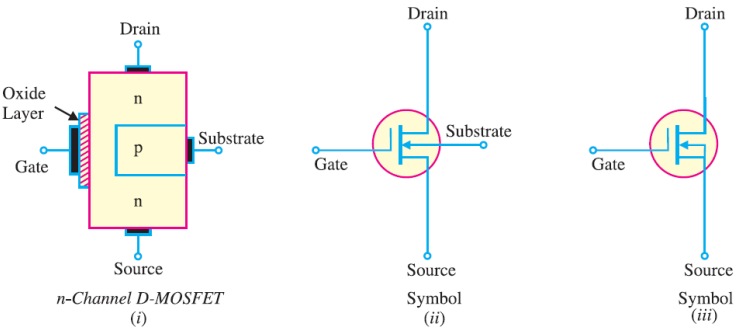 Drain
Oxide
Layer
n
p
n
Substrate
Gate
Source
n-Channel D-MOSFET
(i)
Drain
Substrate
Gate
Source
Symbol
(ii)
Drain
Gate
Source
Symbol
(iii)